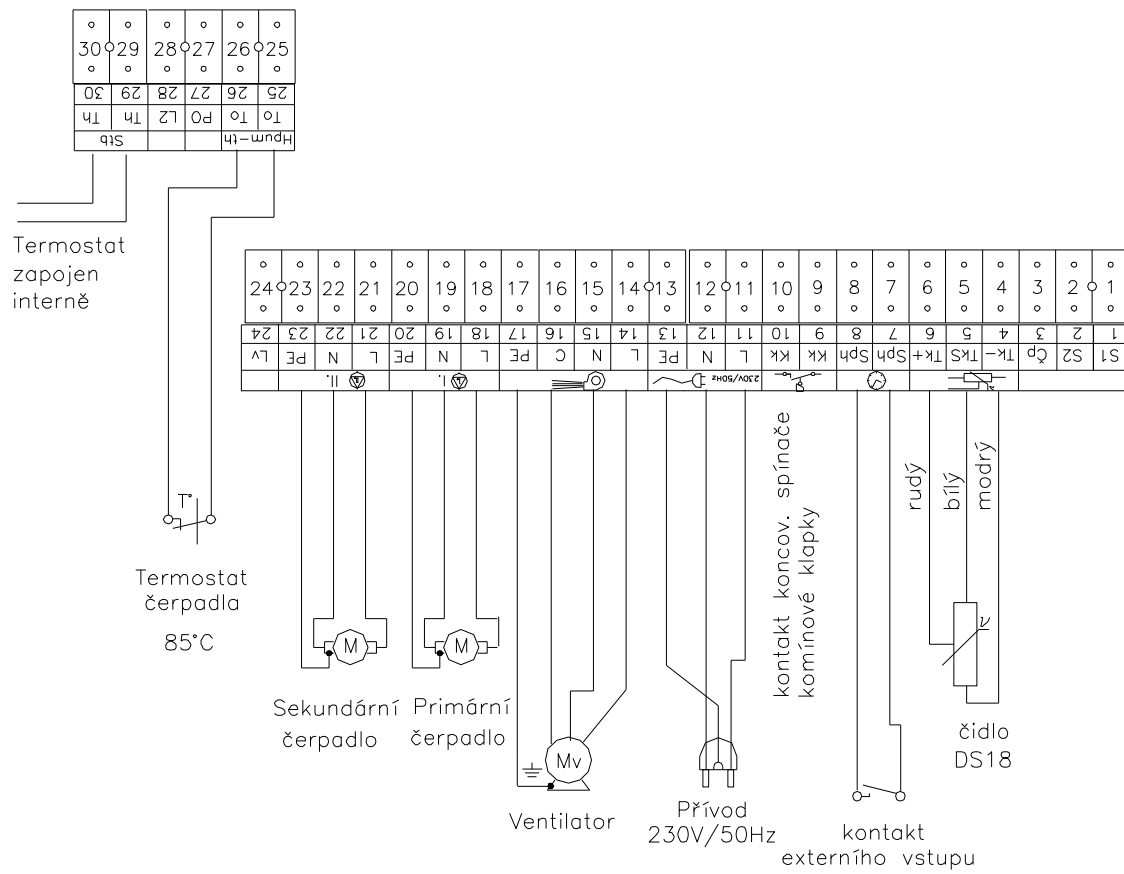 30 29 28 27 26 25
30 29 28 27 26 25
Th Th L2 P0 To To
Stb Hpum-th
Termostat
zapojen
interně
24 23 22 21 20 19 18 17 16 15 14 13 12 11 10 9 8 7 6 5 4 3 2 1
24 23 22 21 20 19 18 17 16 15 14 13 12 11 10 9 8 7 6 5 4 3 2 1
Lv PE N L PE N L PE C N L PE N L Kk Kk Sph Sph Tk+ TkS Tk- Čp S2 S1
II. I. 230V/50Hz
T°
Termostat
čerpadla
85°C
kontakt koncov. spínače
komínové klapky
rudý
bílý
modrý
M
M
Mv
ν
Sekundární
čerpadlo
Primární
čerpadlo
Ventilator
Přívod
230V/50Hz
kontakt
externího vstupu
čidlo
DS18